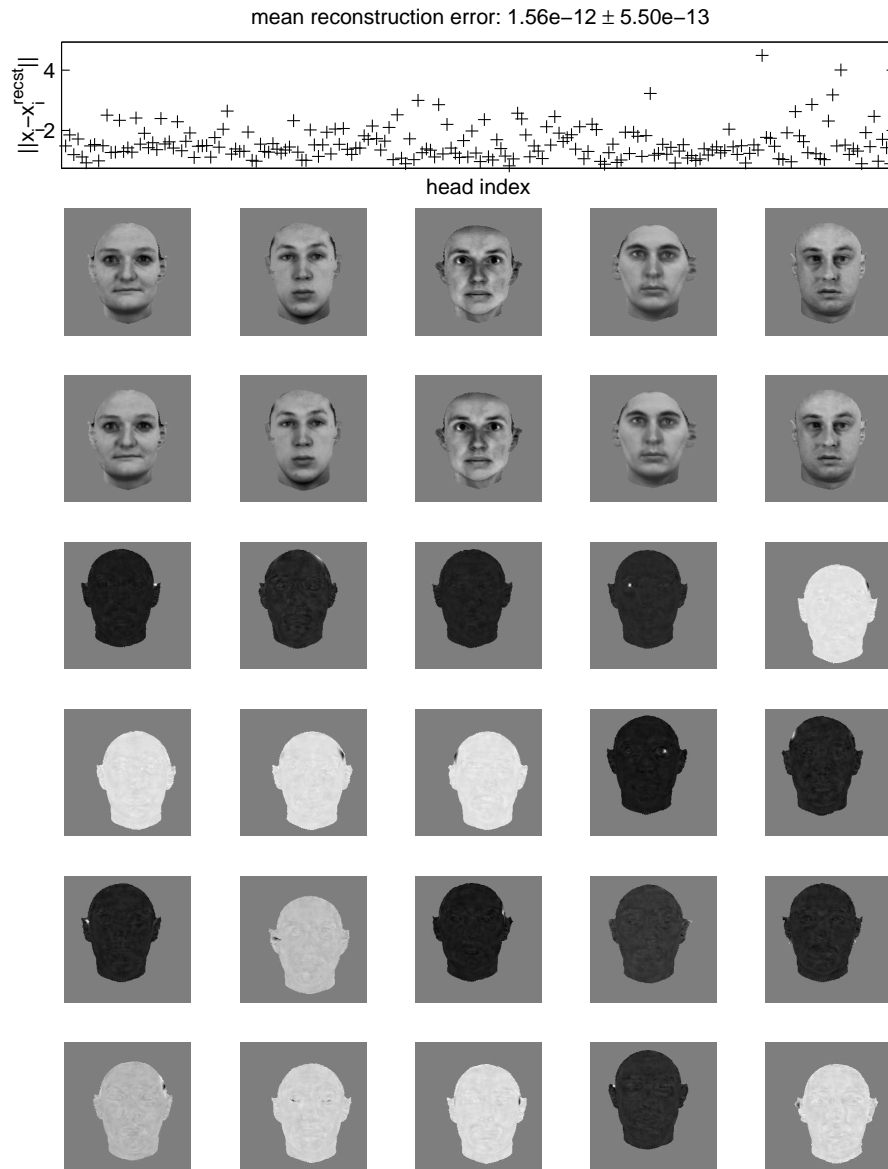 mean reconstruction error: 1.56e−12 ± 5.50e−13
4
2
||x_i−x_i^{recst}||
head index